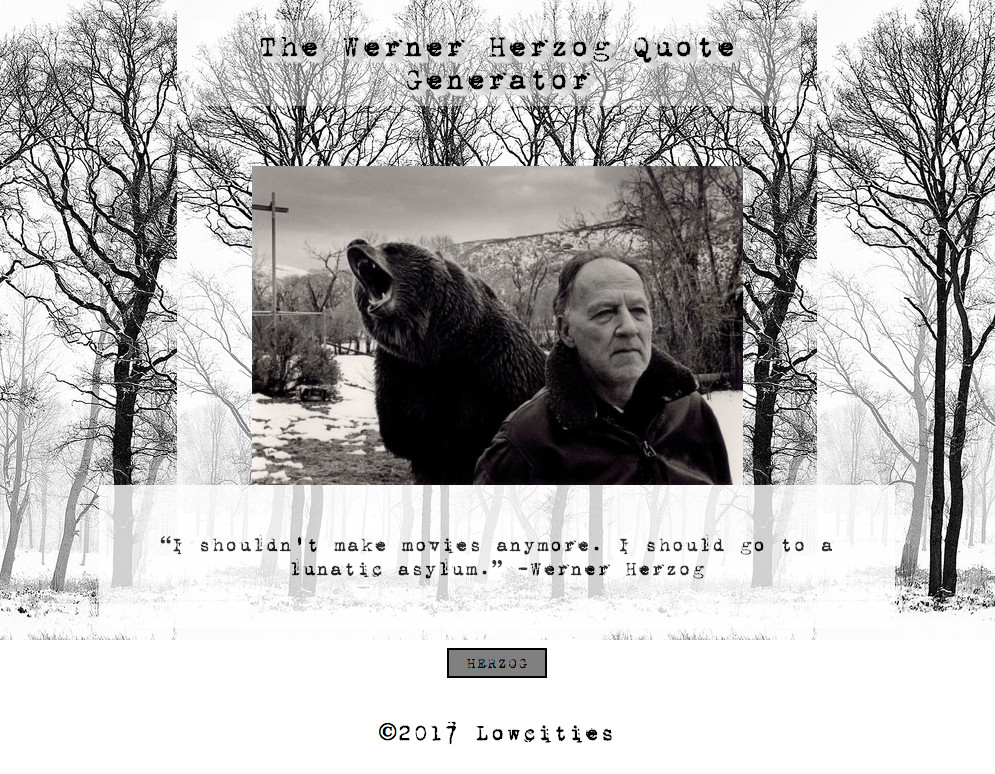 The Werner Herzog Quote
Generator
“I shouldn't make movies anymore. I should go to a
lunatic asylum.” -Werner Herzog
HERZOG
©2017 Lowcities